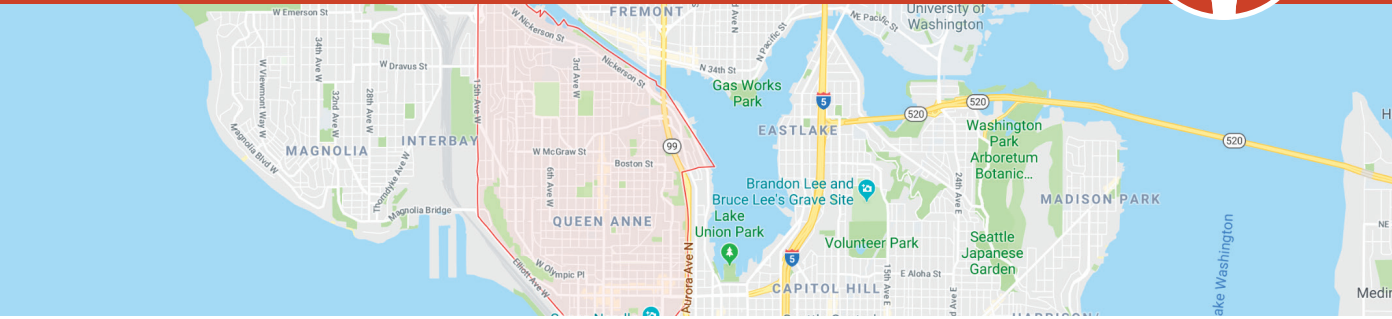 W Emerson St
W Nickerson St
FREMONT
NE Pacific St
University of
Washington
34th Ave W
W Viewmont Way W
W Dravus St
3rd Ave W
Nickerson St
N 34th St
N Pacific St
Gas Works
Park
5
520
520
520
32nd Ave W
28th Ave W
15th Ave W
INTERBAY
MAGNOLIA
Magnolia Blvd W
Thorndyke Ave W
Magnolia Bridge
W McGraw St
Boston St
99
6th Ave W
QUEEN ANNE
EASTLAKE
Washington
Park
Arboretum
Botanic...
Brandon Lee and
Bruce Lee's Grave Site
Lake
Union Park
24th Ave E
MADISON PARK
Volunteer Park
Seattle
Japanese
Garden
W Olympic Pl
Elliott Ave W
Aurora Ave N
5
15th Ave E
E Aloha St
CAPITOL HILL
NE